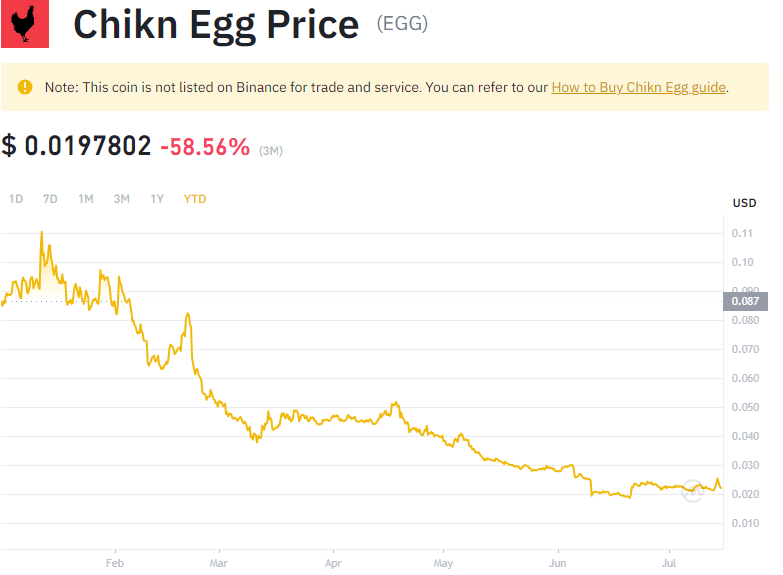 Chikn Egg Price (EGG)
Note: This coin is not listed on Binance for trade and service. You can refer to our How to Buy Chikn Egg guide.
$ 0.0197802 -58.56% (3M)
1D 7D 1M 3M 1Y YTD
USD
0.11
0.10
0.090
0.087
0.080
0.070
0.060
0.050
0.040
0.030
0.020
0.010
Feb Mar Apr May Jun Jul